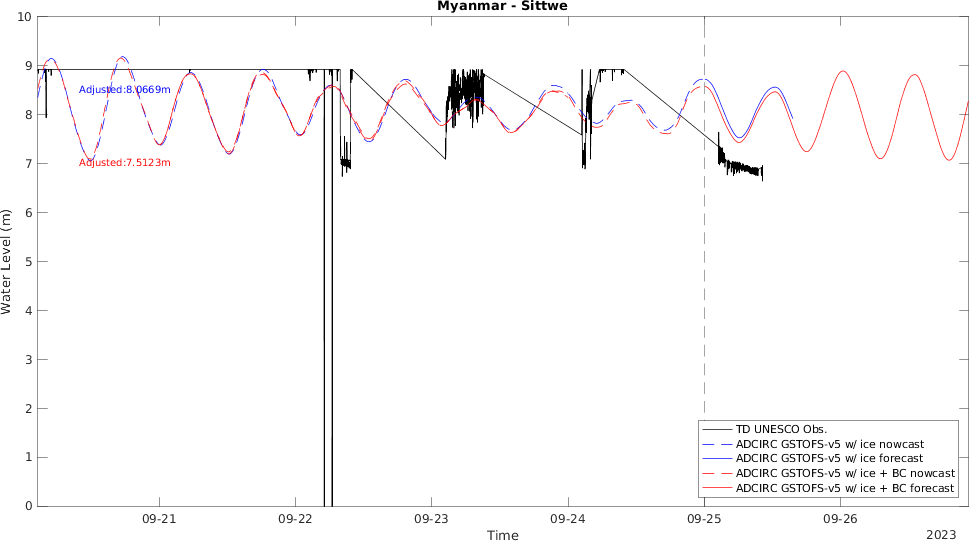 Myanmar - Sittwe
10
9
8
7
6
5
4
3
2
1
0
Water Level (m)
Adjusted:8.0669m
Adjusted:7.5123m
TD UNESCO Obs.
ADCIRC GSTOFS-v5 w/ ice nowcast
ADCIRC GSTOFS-v5 w/ ice forecast
ADCIRC GSTOFS-v5 w/ ice + BC nowcast
ADCIRC GSTOFS-v5 w/ ice + BC forecast
09-21 09-22 09-23 09-24 09-25 09-26
Time
2023